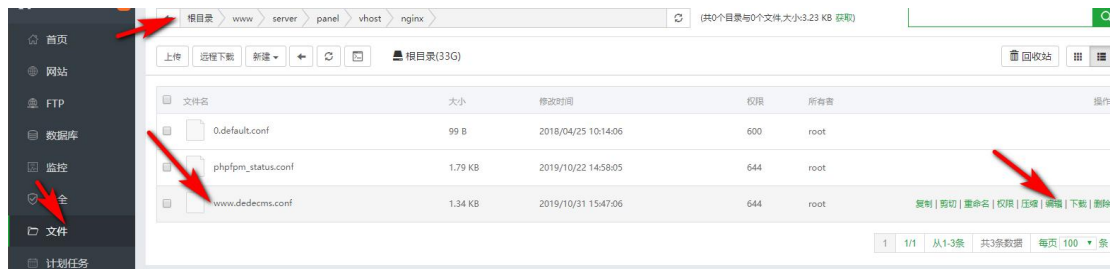 根目录 www server panel vhost nginx (共0个目录与0个文件,大小:3.23 KB 获取)
首页
上传 远程下载 新建 根目录(33G) 回收站
网站
FTP
文件名 大小 修改时间 权限 所有者 操作
数据库
0.default.conf 99 B 2018/04/25 10:14:06 600 root
监控
phpfpm_status.conf 1.79 KB 2019/10/22 14:58:05 644 root
全
www.dedecms.conf 1.34 KB 2019/10/31 15:47:06 644 root 复制 | 剪切 | 重命名 | 权限 | 压缩 | 编辑 | 下载 | 删除
文件
1 1/1 从1-3条 共3条数据 每页 100 条
计划任务